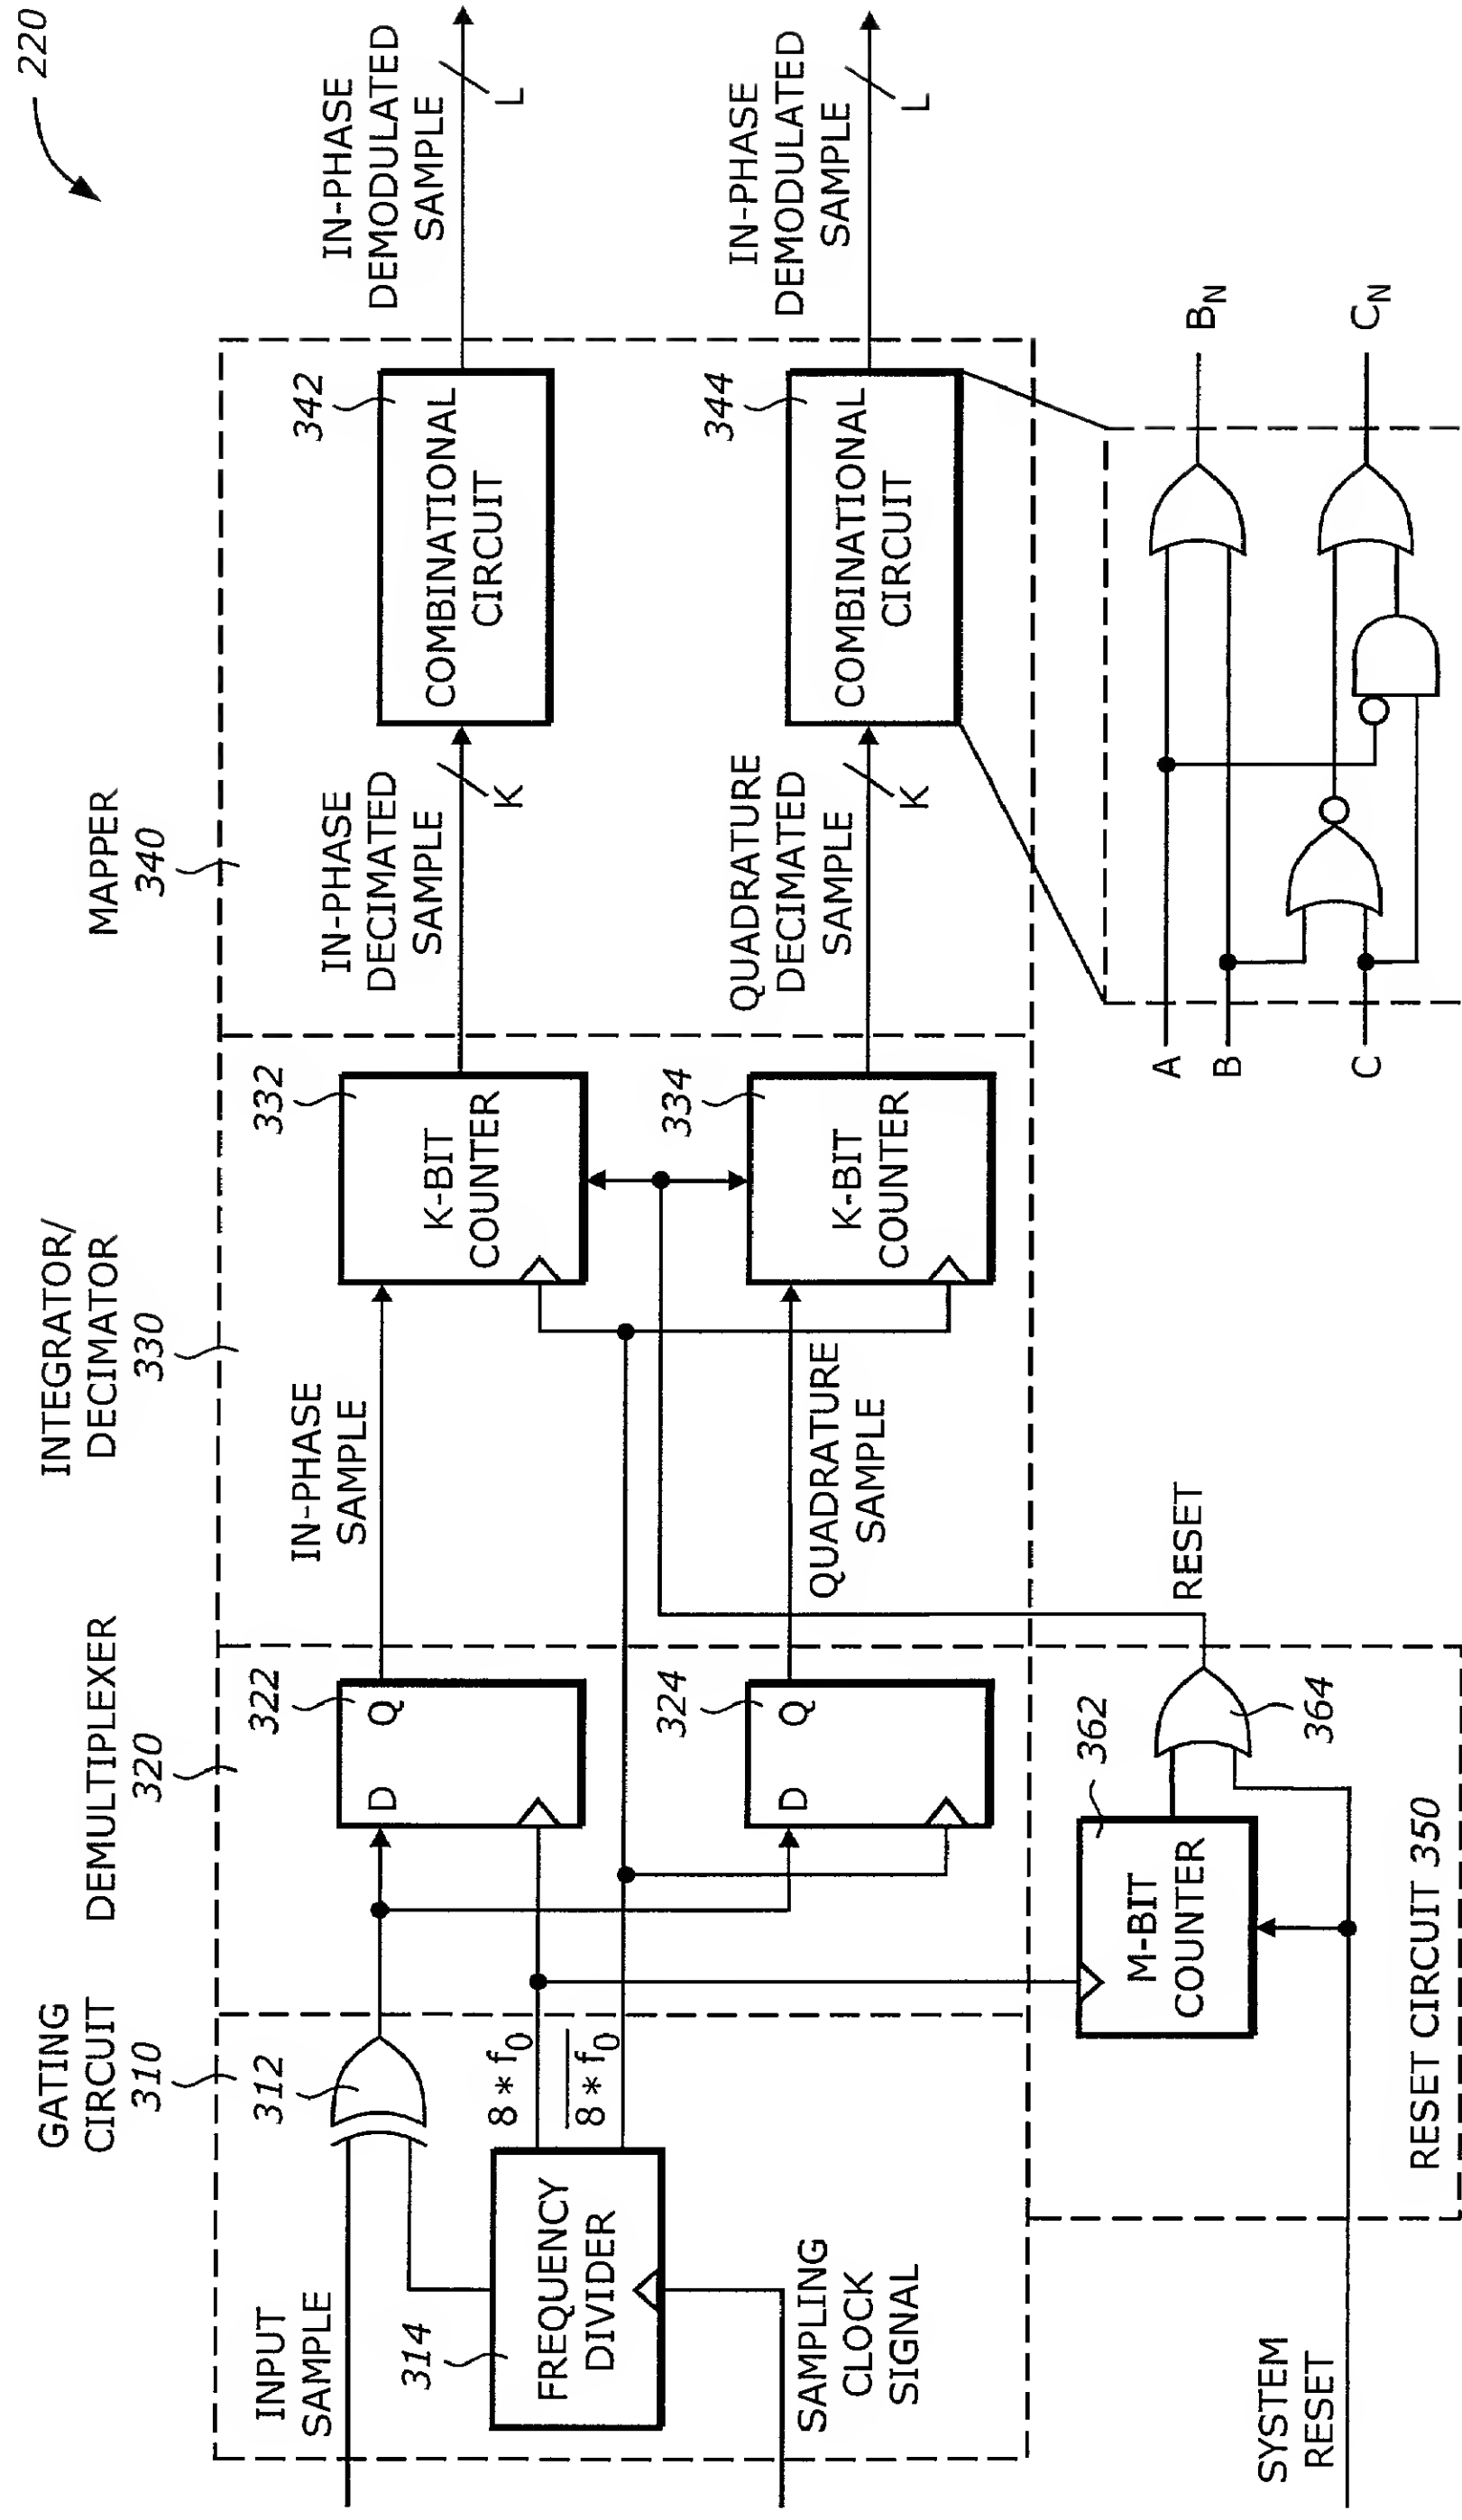 220
GATING
CIRCUIT
310
DEMULTIPLEXER
320
INTEGRATOR/
DECIMATOR
330
MAPPER
340
INPUT
SAMPLE
312
314
FREQUENCY
DIVIDER
8 * f0
8 * f0
SAMPLING
CLOCK
SIGNAL
322
D
Q
324
D
Q
IN-PHASE
SAMPLE
QUADRATURE
SAMPLE
332
K-BIT
COUNTER
334
K-BIT
COUNTER
IN-PHASE
DECIMATED
SAMPLE
K
QUADRATURE
DECIMATED
SAMPLE
K
342
COMBINATIONAL
CIRCUIT
344
COMBINATIONAL
CIRCUIT
IN-PHASE
DEMODULATED
SAMPLE
L
IN-PHASE
DEMODULATED
SAMPLE
L
SYSTEM
RESET
M-BIT
COUNTER
362
364
RESET
RESET CIRCUIT 350
A
B
C
BN
CN